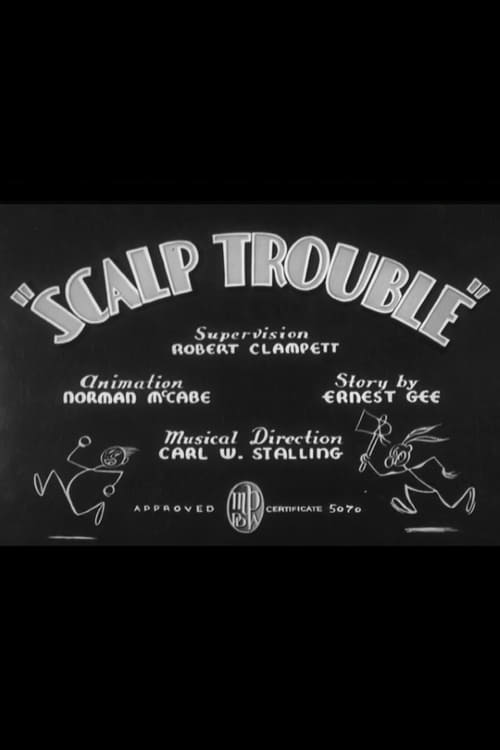 "SCALP TROUBLE"
Supervision
ROBERT CLAMPETT
Animation
NORMAN McCABE
Story by
ERNEST GEE
Musical Direction
CARL W. STALLING
APPROVED
CERTIFICATE 5070